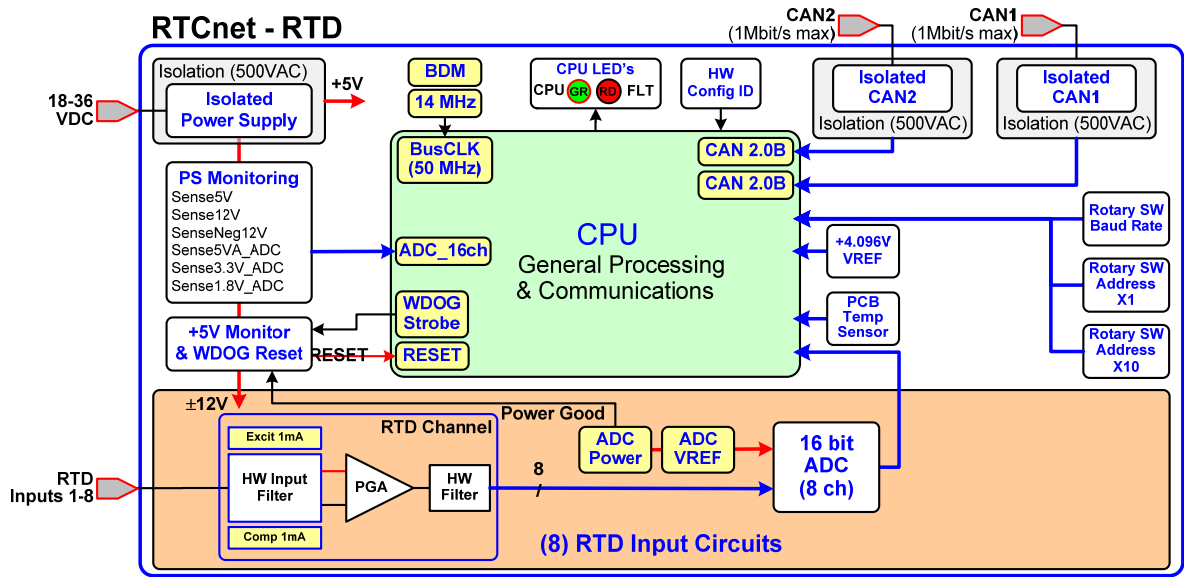 RTCnet - RTD
CAN2
(1Mbit/s max)
CAN1
(1Mbit/s max)
18-36
VDC
Isolation (500VAC)
Isolated
Power Supply
+5V
BDM
14 MHz
BusCLK
(50 MHz)
CPU LED's
CPU GR RD FLT
HW
Config ID
Isolated
CAN2
Isolation (500VAC)
Isolated
CAN1
Isolation (500VAC)
CAN 2.0B
CAN 2.0B
PS Monitoring
Sense5V
Sense12V
SenseNeg12V
Sense5VA_ADC
Sense3.3V_ADC
Sense1.8V_ADC
ADC_16ch
CPU
General Processing
& Communications
+4.096V
VREF
PCB
Temp
Sensor
Rotary SW
Baud Rate
Rotary SW
Address
X1
Rotary SW
Address
X10
WDOG
Strobe
+5V Monitor
& WDOG Reset
RESET
RESET
±12V
Power Good
RTD Channel
Excit 1mA
HW Input
Filter
Comp 1mA
PGA
HW
Filter
8
/
ADC
Power
ADC
VREF
16 bit
ADC
(8 ch)
RTD
Inputs 1-8
(8) RTD Input Circuits